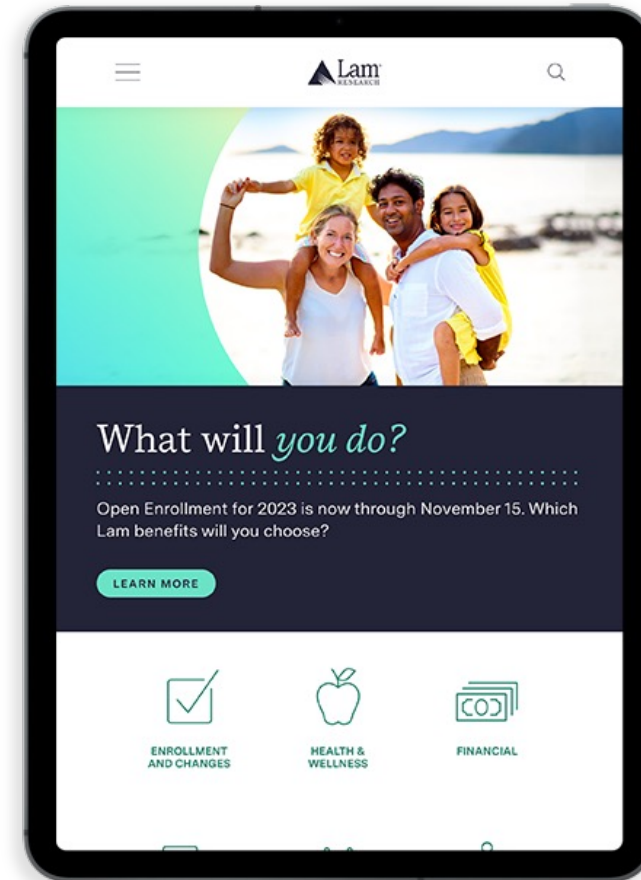 Lam
RESEARCH
What will you do?
Open Enrollment for 2023 is now through November 15. Which
Lam benefits will you choose?
LEARN MORE
ENROLLMENT
AND CHANGES
HEALTH &
WELLNESS
FINANCIAL